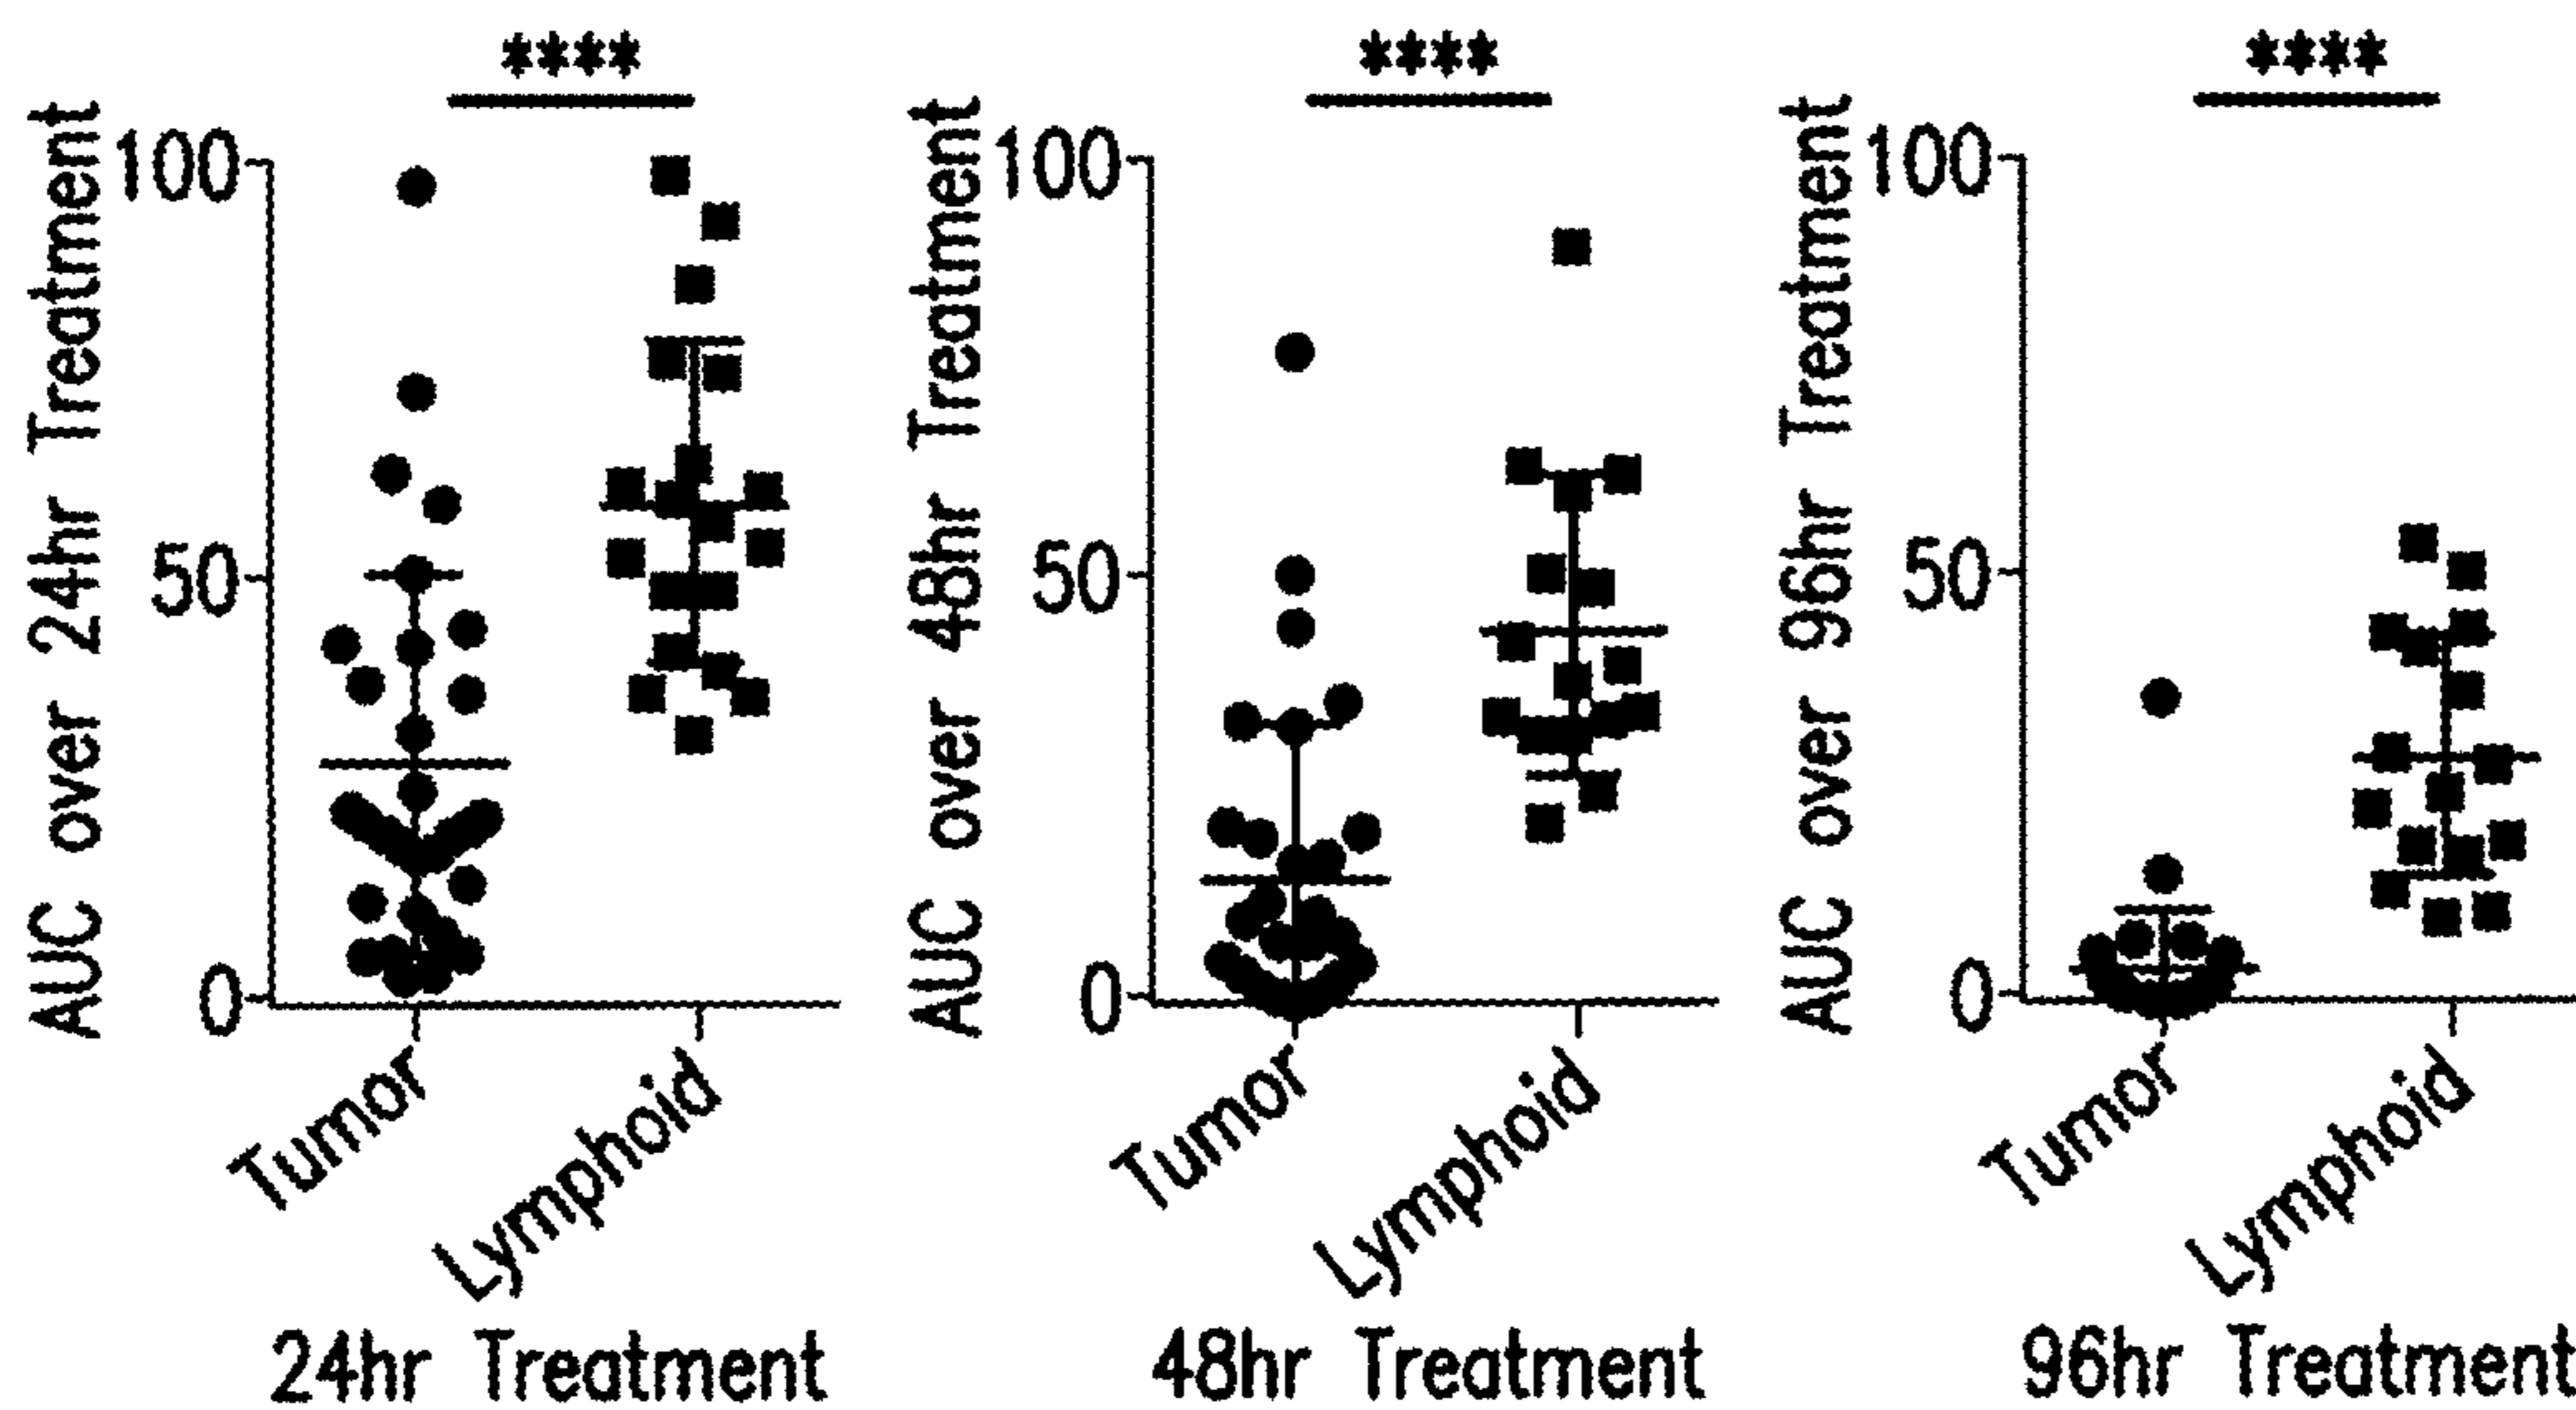 **** **** ****
AUC over 24hr Treatment
100
50
0
Tumor
Lymphoid
24hr Treatment
AUC over 48hr Treatment
100
50
0
Tumor
Lymphoid
48hr Treatment
AUC over 96hr Treatment
100
50
0
Tumor
Lymphoid
96hr Treatment